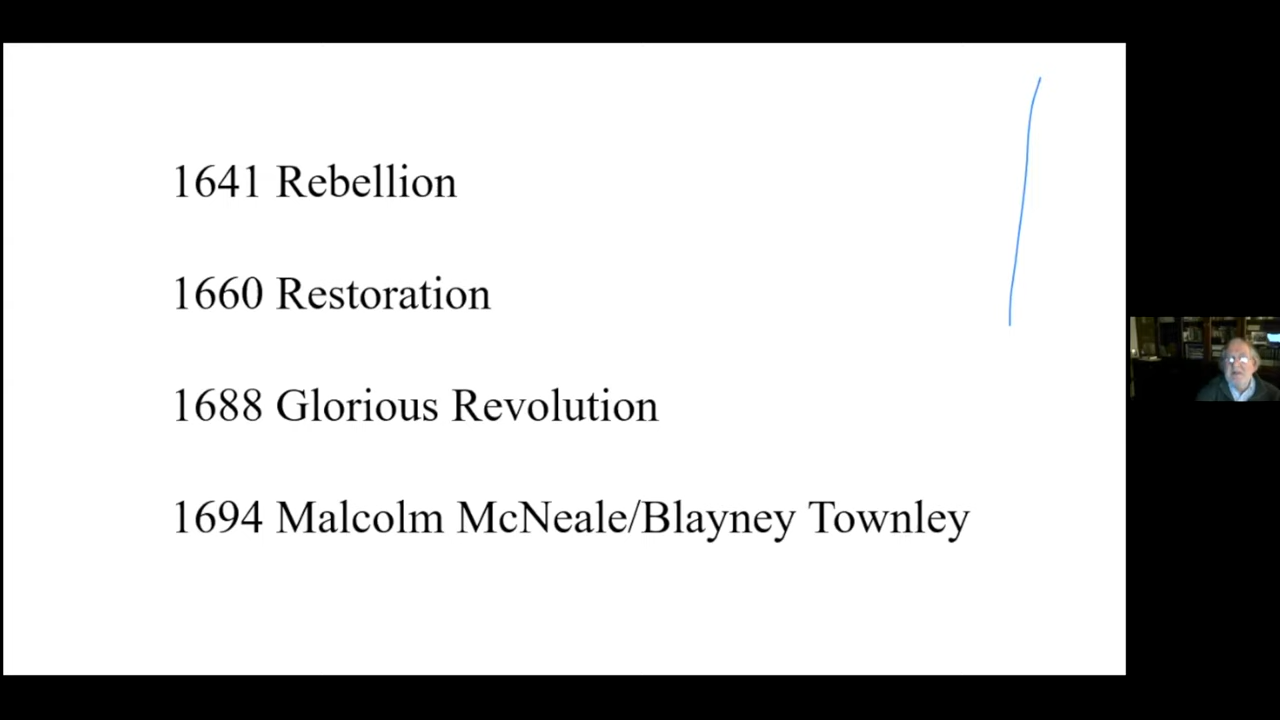 1641 Rebellion
1660 Restoration
1688 Glorious Revolution
1694 Malcolm McNeale/Blayney Townley